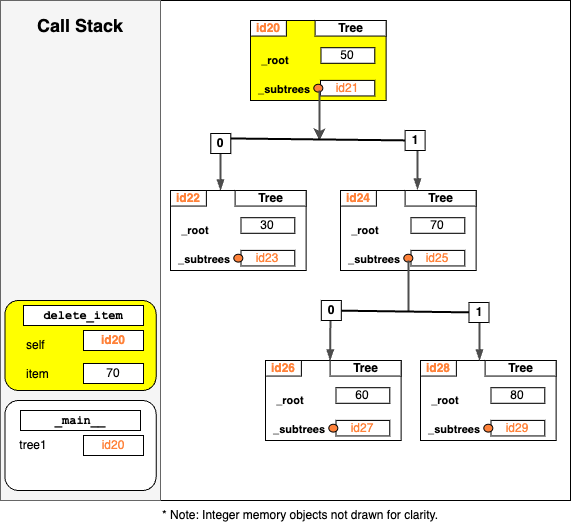 Call Stack
id20 Tree
_root 50
_subtrees id21
0 1
id22 Tree
_root 30
_subtrees id23
id24 Tree
_root 70
_subtrees id25
0 1
id26 Tree
_root 60
_subtrees id27
id28 Tree
_root 80
_subtrees id29
delete_item
self id20
item 70
_main__
tree1 id20
* Note: Integer memory objects not drawn for clarity.